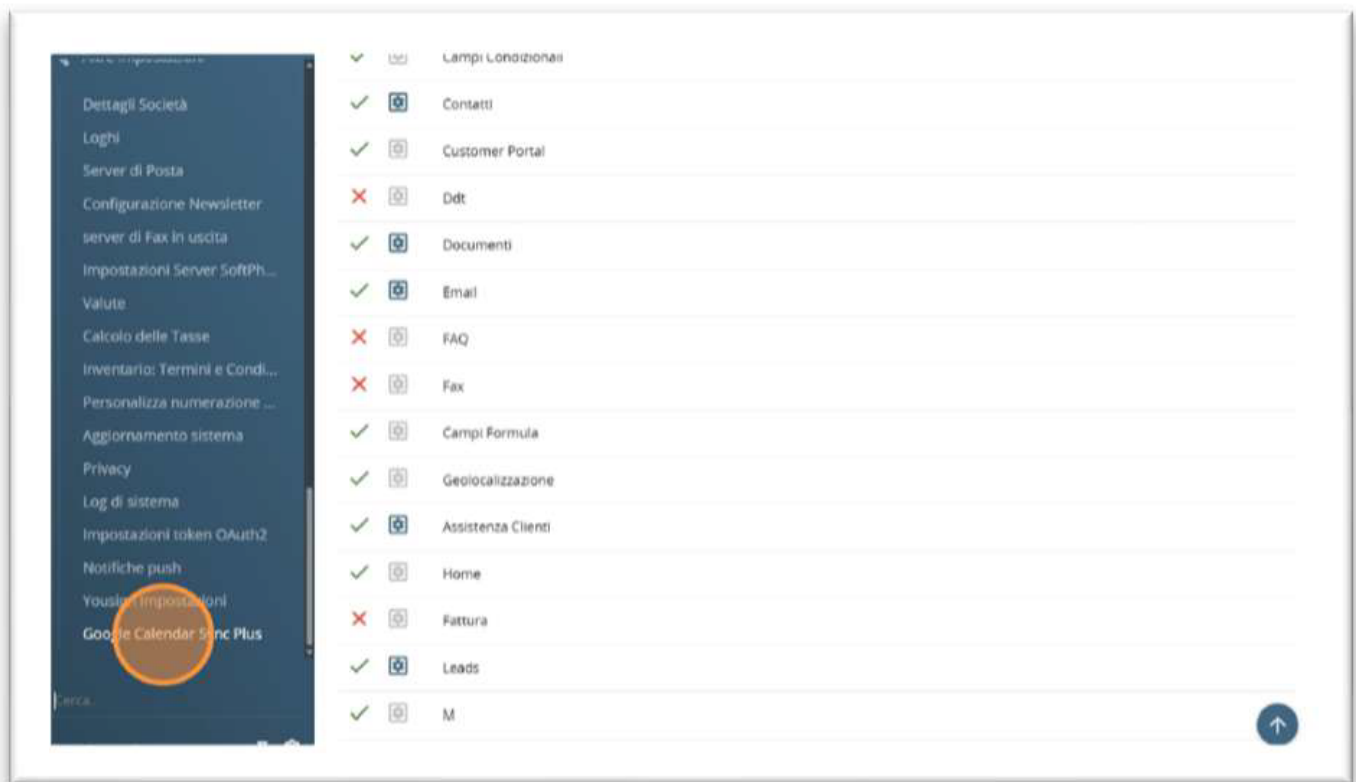 Dettagli Società
Loghi
Server di Posta
Configurazione Newsletter
server di Fax in uscita
Impostazioni Server SoftPh...
Valute
Calcolo delle Tasse
Inventario: Termini e Condi...
Personalizza numerazione ...
Aggiornamento sistema
Privacy
Log di sistema
Impostazioni token OAuth2
Notifiche push
Yousign Impostazioni
Google Calendar Sync Plus
Cerca...
Campi Condizionali
Contatti
Customer Portal
Ddt
Documenti
Email
FAQ
Fax
Campi Formula
Geolocalizzazione
Assistenza Clienti
Home
Fattura
Leads
M